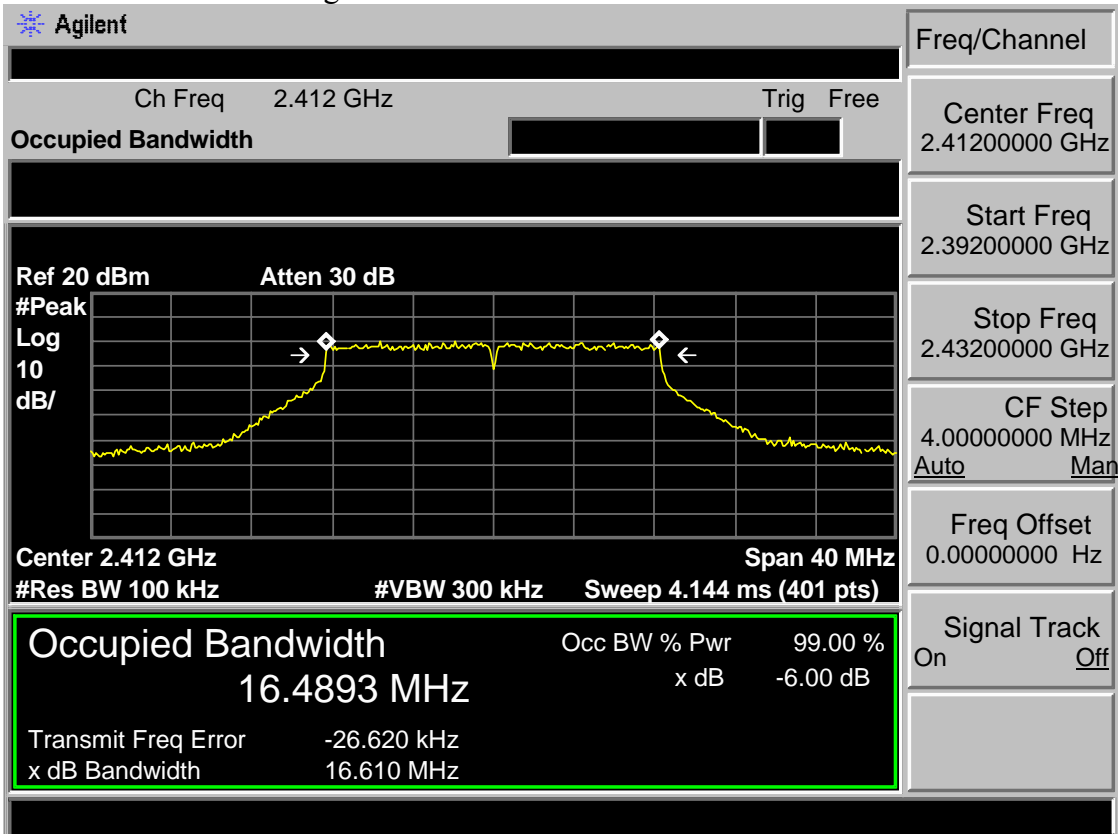 Agilent
Freq/Channel
Ch Freq 2.412 GHz Trig Free
Occupied Bandwidth
Center Freq
2.41200000 GHz
Start Freq
2.39200000 GHz
Ref 20 dBm Atten 30 dB
#Peak
Log
10
dB/
Stop Freq
2.43200000 GHz
CF Step
4.00000000 MHz
Auto Man
Freq Offset
0.00000000 Hz
Center 2.412 GHz Span 40 MHz
#Res BW 100 kHz #VBW 300 kHz Sweep 4.144 ms (401 pts)
Signal Track
On Off
Occupied Bandwidth Occ BW % Pwr 99.00 %
16.4893 MHz x dB -6.00 dB
Transmit Freq Error -26.620 kHz
x dB Bandwidth 16.610 MHz